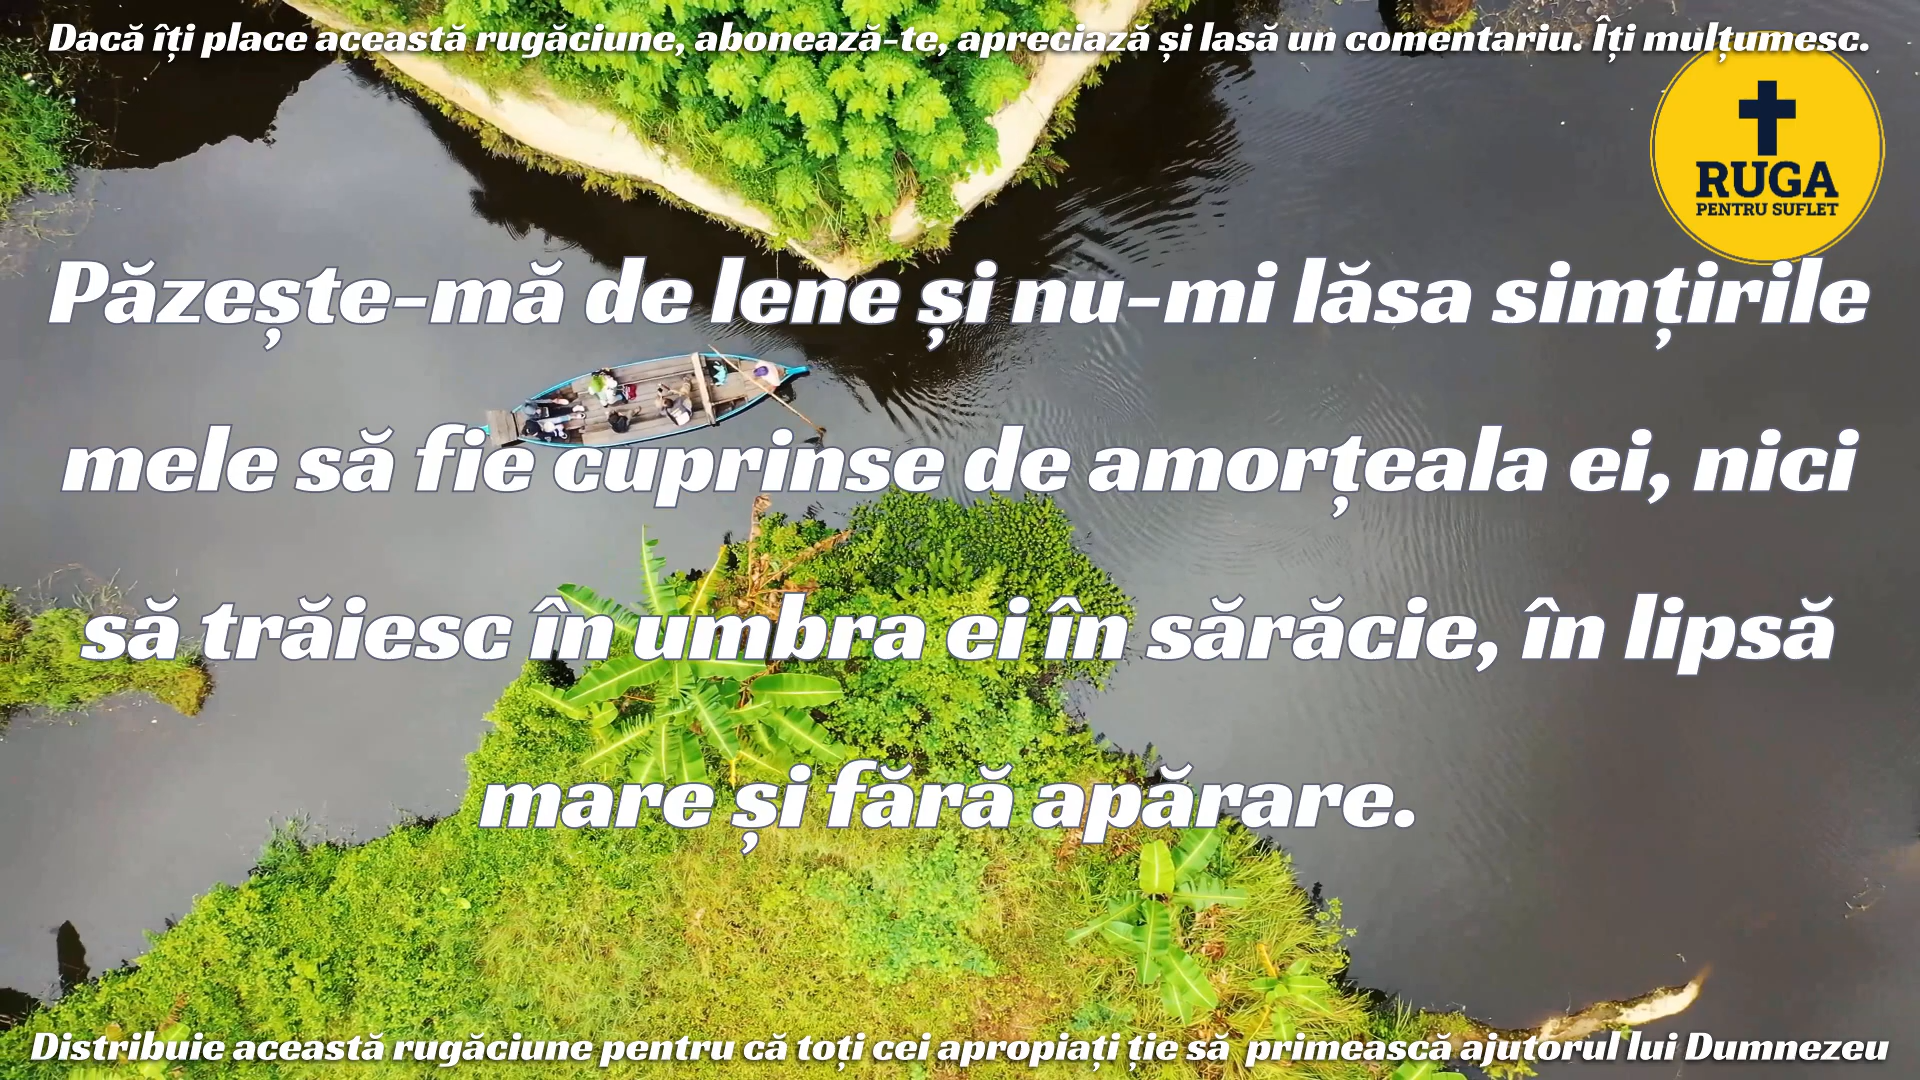 Dacă îți place această rugăciune, abonează-te, apreciază și lasă un comentariu. Îți mulțumesc.
RUGA
PENTRU SUFLET
Păzește-mă de lene și nu-mi lăsa simțirile
mele să fie cuprinse de amorțeala ei, nici
să trăiesc în umbra ei în sărăcie, în lipsă
mare și fără apărare.
Distribuie această rugăciune pentru că toți cei apropiați ție să primească ajutorul lui Dumnezeu